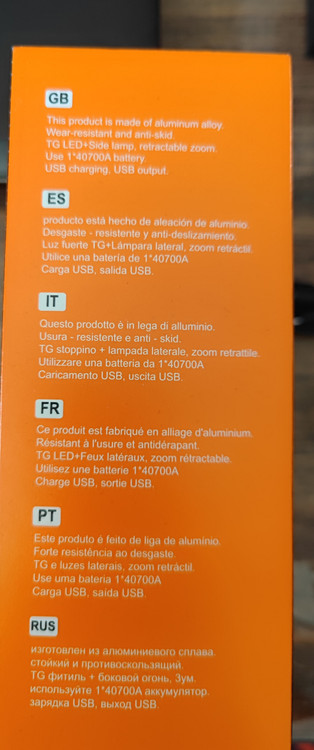 GB
This product is made of aluminum alloy.
Wear-resistant and anti-skid.
TG LED+Side lamp, retractable zoom.
Use 1*40700A battery.
USB charging, USB output.
ES
producto está hecho de aleación de aluminio.
Desgaste - resistente y anti-deslizamiento.
Luz fuerte TG+Lámpara lateral, zoom retráctil.
Utilice una batería de 1*40700A
Carga USB, salida USB.
IT
Questo prodotto é in lega di alluminio.
Usura - resistente e anti - skid.
TG stoppino + lampada laterale, zoom retrattile.
Utilizzare una batteria da 1*40700A
Caricamento USB, uscita USB.
FR
Ce produit est fabriqué en alliage d'aluminium.
Résistant à l'usure et antidérapant.
TG LED+Feux latéraux, zoom rétractable.
Utilisez une batterie 1*40700A
Charge USB, sortie USB.
PT
Este produto é feito de liga de alumínio.
Forte resistência ao desgaste.
TG e luzes laterais, zoom retráctil.
Use uma bateria 1*40700A
Carga USB, saída USB.
RUS
изготовлен из алюминиевого сплава.
стойкий и противоскользящий.
TG фитиль + боковой огонь, Зум.
используйте 1*40700A аккумулятор.
зарядка USB, выход USB.